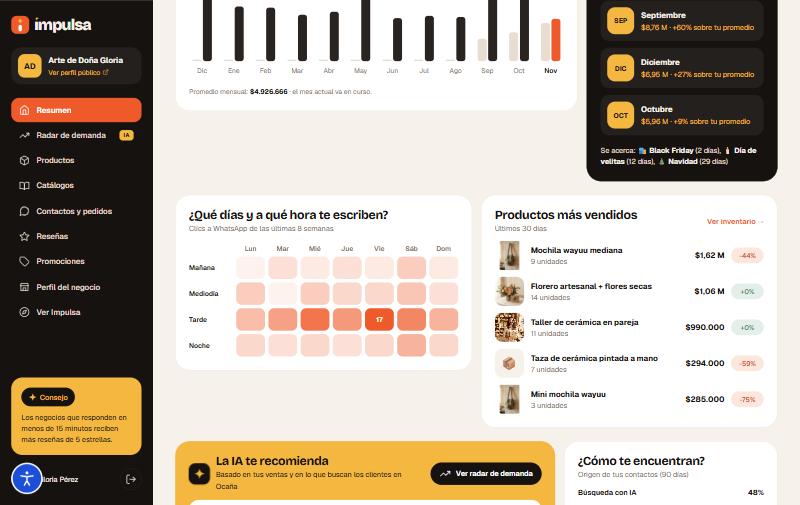 impulsa
AD
Arte de Doña Gloria
Ver perfil público
Resumen
Radar de demanda
IA
Productos
Catálogos
Contactos y pedidos
Reseñas
Promociones
Perfil del negocio
Ver Impulsa
Consejo
Los negocios que responden en
menos de 15 minutos reciben
más reseñas de 5 estrellas.
loria Pérez
Dic Ene Feb Mar Abr May Jun Jul Ago Sep Oct Nov
Promedio mensual: $4.926.666 · el mes actual va en curso.
SEP
Septiembre
$8,76 M · +60% sobre tu promedio
DIC
Diciembre
$6,95 M · +27% sobre tu promedio
OCT
Octubre
$5,96 M · +9% sobre tu promedio
Se acerca: Black Friday (2 días), Día de
velitas (12 días), Navidad (29 días)
¿Qué días y a qué hora te escriben?
Clics a WhatsApp de las últimas 8 semanas
Lun Mar Mié Jue Vie Sáb Dom
Mañana
Mediodía
Tarde
17
Noche
Productos más vendidos
Últimos 30 días
Ver inventario →
Mochila wayuu mediana
9 unidades
$1,62 M
-44%
Florero artesanal + flores secas
14 unidades
$1,06 M
+0%
Taller de cerámica en pareja
11 unidades
$990.000
+0%
Taza de cerámica pintada a mano
7 unidades
$294.000
-59%
Mini mochila wayuu
3 unidades
$285.000
-75%
La IA te recomienda
Basado en tus ventas y en lo que buscan los clientes en
Ocaña
Ver radar de demanda
¿Cómo te encuentran?
Origen de tus contactos (90 días)
Búsqueda con IA
48%